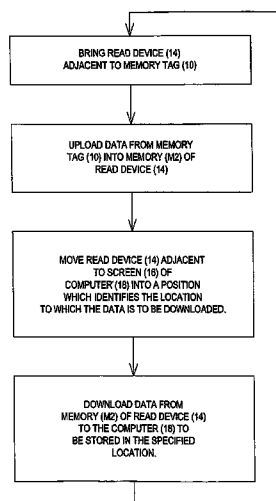 BRING READ DEVICE (14)
ADJACENT TO MEMORY TAG (10)
UPLOAD DATA FROM MEMORY
TAG (10) INTO MEMORY (M2) OF
READ DEVICE (14)
MOVE READ DEVICE (14) ADJACENT
TO SCREEN (16) OF
COMPUTER (18) INTO A POSITION
WHICH IDENTIFIES THE LOCATION
TO WHICH THE DATA IS TO BE DOWNLOADED.
DOWNLOAD DATA FROM
MEMORY (M2) OF READ DEVICE (14)
TO THE COMPUTER (18) TO
BE STORED IN THE SPECIFIED
LOCATION.